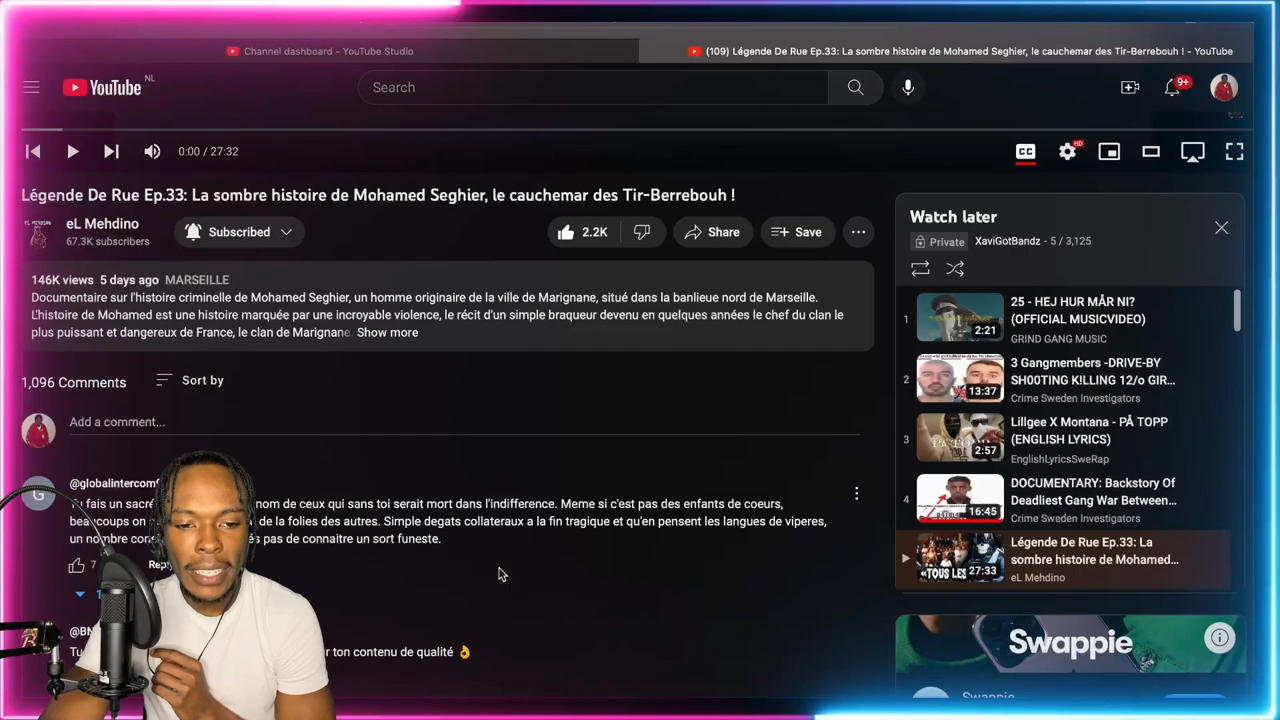 Channel dashboard - YouTube Studio
(109) Légende De Rue Ep.33: La sombre histoire de Mohamed Seghier, le cauchemar des Tir-Berrebouh ! - YouTube
YouTube NL
Search
9+
0:00 / 27:32
CC
HD
Légende De Rue Ep.33: La sombre histoire de Mohamed Seghier, le cauchemar des Tir-Berrebouh !
eL Mehdino
67.3K subscribers
Subscribed
2.2K
Share
Save
146K views 5 days ago MARSEILLE
Documentaire sur l'histoire criminelle de Mohamed Seghier, un homme originaire de la ville de Marignane, situé dans la banlieue nord de Marseille.
L'histoire de Mohamed est une histoire marquée par une incroyable violence, le récit d'un simple braqueur devenu en quelques années le chef du clan le
plus puissant et dangereux de France, le clan de Marignane. Show more
1,096 Comments
Sort by
Add a comment...
G
fais un sacré nom de ceux qui sans toi serait mort dans l'indifference. Meme si c'est pas des enfants de coeurs,
beaucoups on de la folies des autres. Simple degats collateraux a la fin tragique et qu'en pensent les langues de viperes,
un nombre pas de connaitre un sort funeste.
7
ton contenu de qualité 👌
Watch later
Private
XaviGotBandz - 5 / 3,125
1
25 - HEJ HUR MÅR NI?
(OFFICIAL MUSICVIDEO)
GRIND GANG MUSIC
2:21
2
3 Gangmembers -DRIVE-BY
SH00TING K!LLING 12/o GIR...
Crime Sweden Investigators
13:37
3
Lillgee X Montana - PÅ TOPP
(ENGLISH LYRICS)
EnglishLyricsSweRap
2:57
4
DOCUMENTARY: Backstory Of
Deadliest Gang War Between...
Crime Sweden Investigators
16:45
Légende De Rue Ep.33: La
sombre histoire de Mohamed...
eL Mehdino
«TOUS LES
27:33
Swappie
Swappie